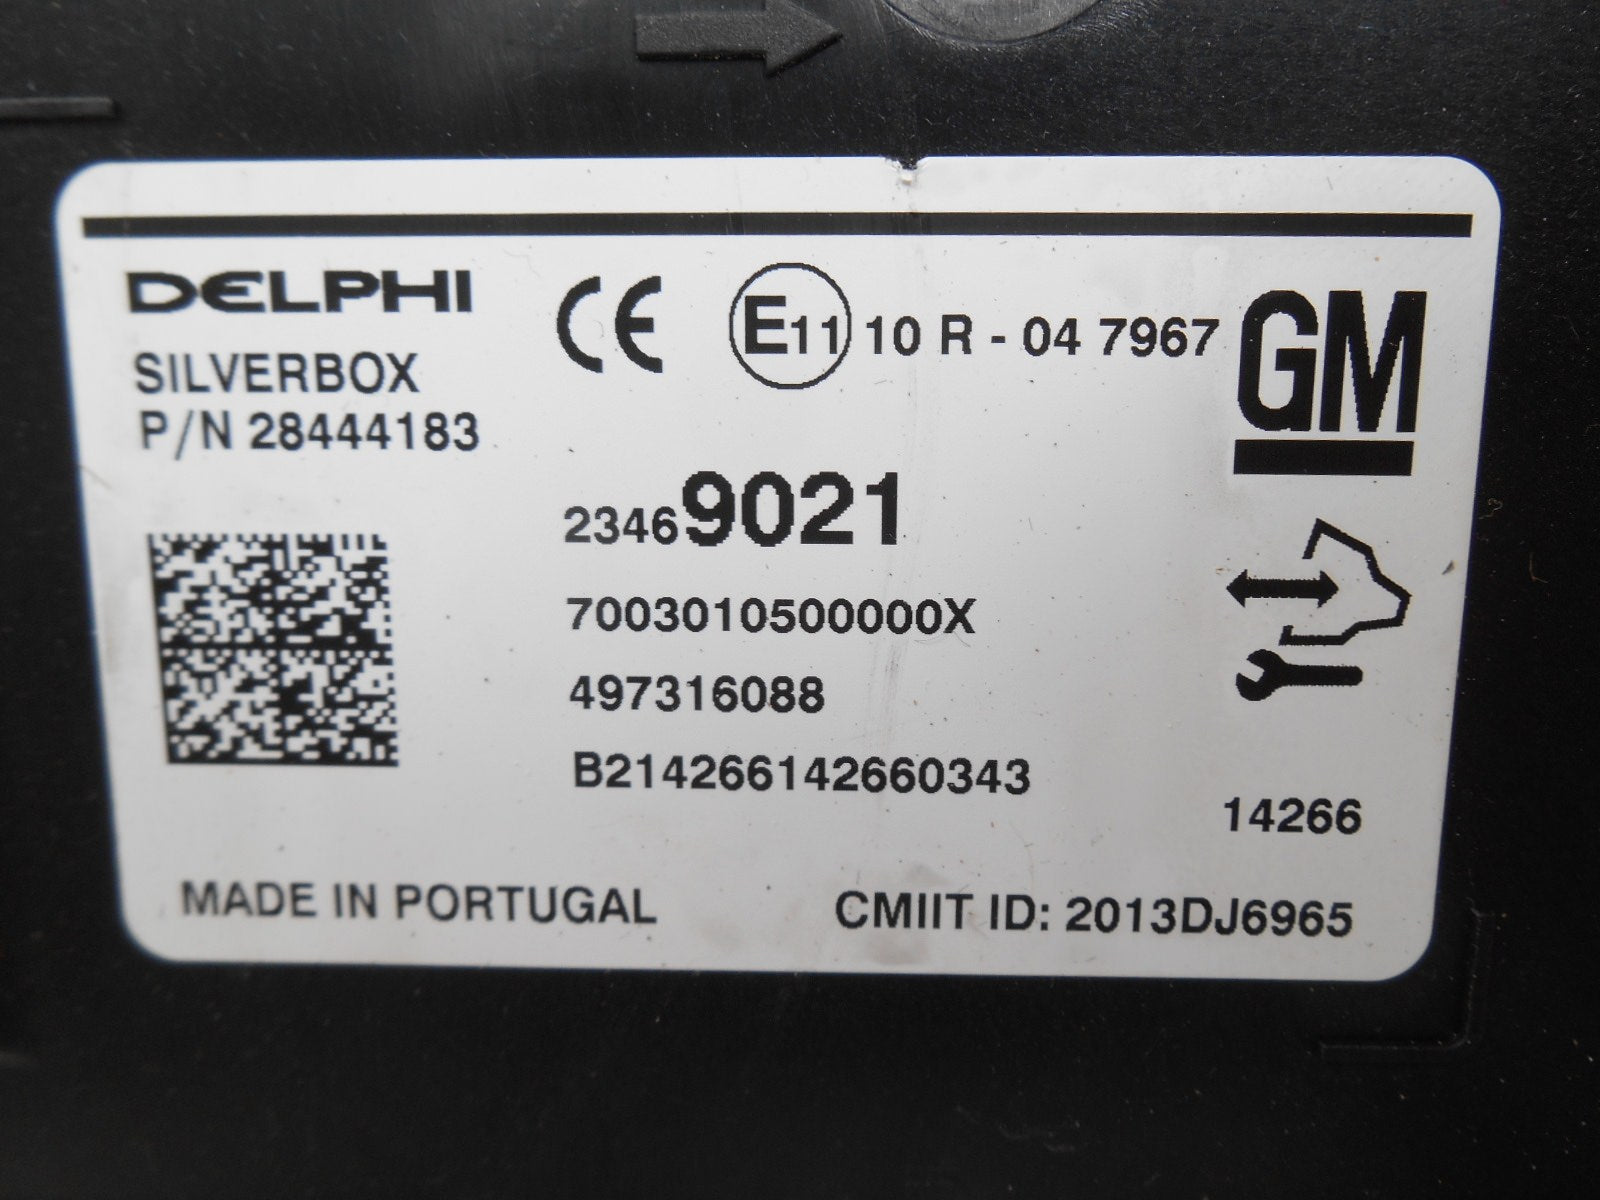 DELPHI
SILVERBOX
P/N 28444183
CE E11 10 R - 04 7967
GM
23469021
7003010500000X
497316088
B214266142660343
14266
MADE IN PORTUGAL
CMIIT ID: 2013DJ6965